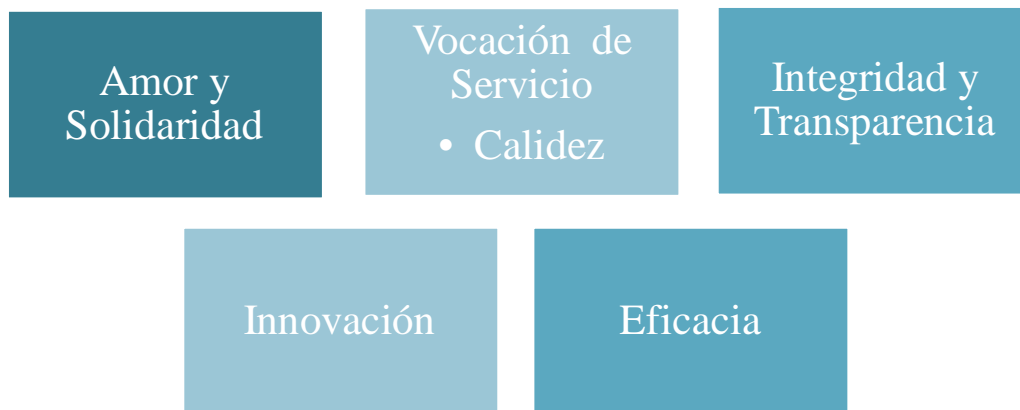 Amor y
Solidaridad
Vocación de
Servicio
• Calidez
Integridad y
Transparencia
Innovación
Eficacia